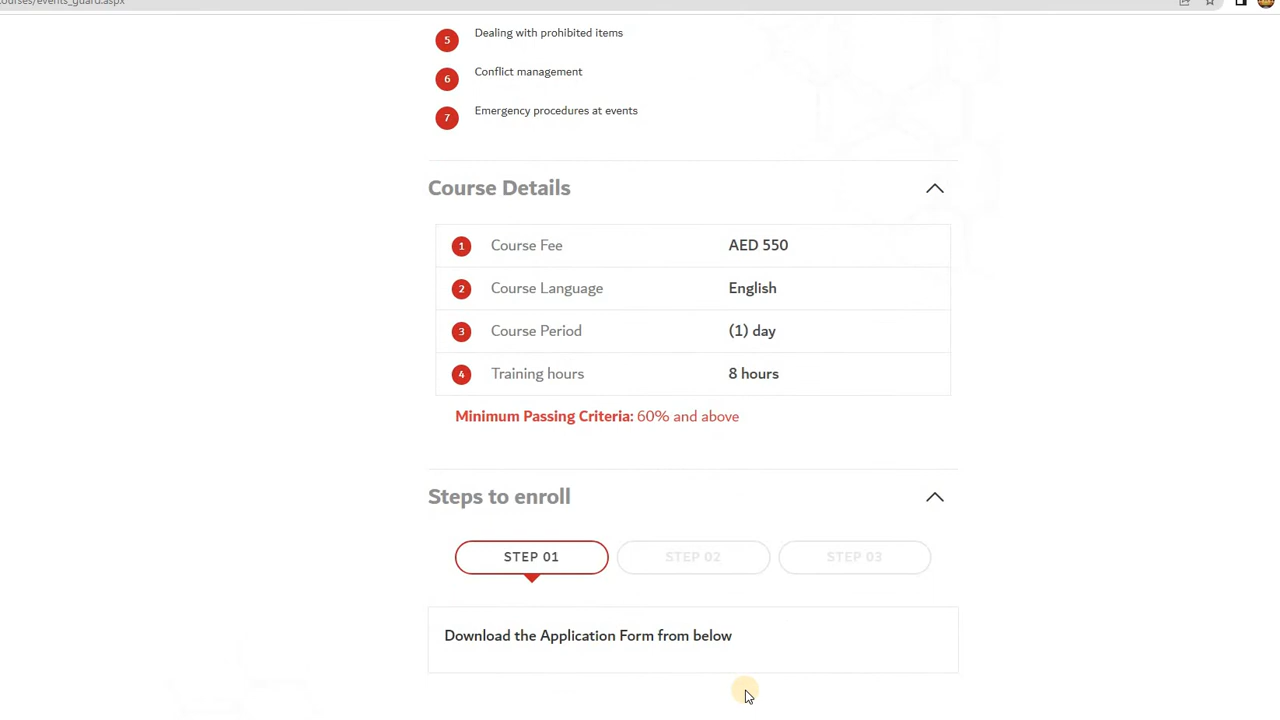 courses/events_guard.aspx
5 Dealing with prohibited items
6 Conflict management
7 Emergency procedures at events
Course Details
1 Course Fee AED 550
2 Course Language English
3 Course Period (1) day
4 Training hours 8 hours
Minimum Passing Criteria: 60% and above
Steps to enroll
STEP 01 STEP 02 STEP 03
Download the Application Form from below